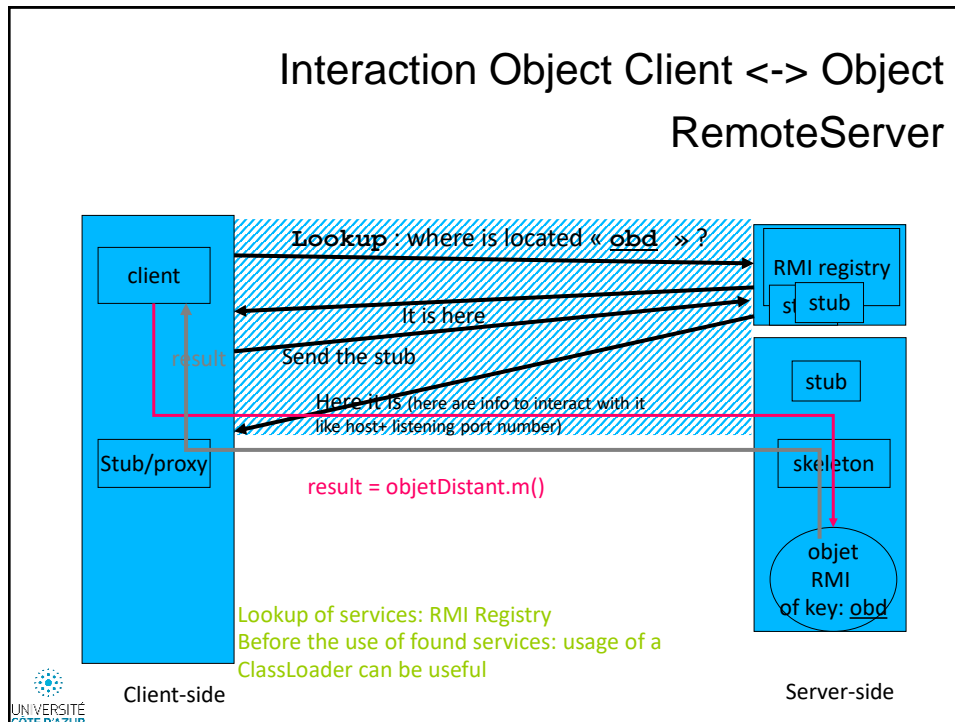 Interaction Object Client <-> Object
RemoteServer
Lookup : where is located « obd » ?
client
RMI registry
stub
It is here
result
Send the stub
stub
Here it is (here are info to interact with it
like host+ listening port number)
Stub/proxy
skeleton
result = objetDistant.m()
objet
RMI
of key: obd
Lookup of services: RMI Registry
Before the use of found services: usage of a
ClassLoader can be useful
Client-side
Server-side
UNIVERSITÉ
CÔTE D'AZUR